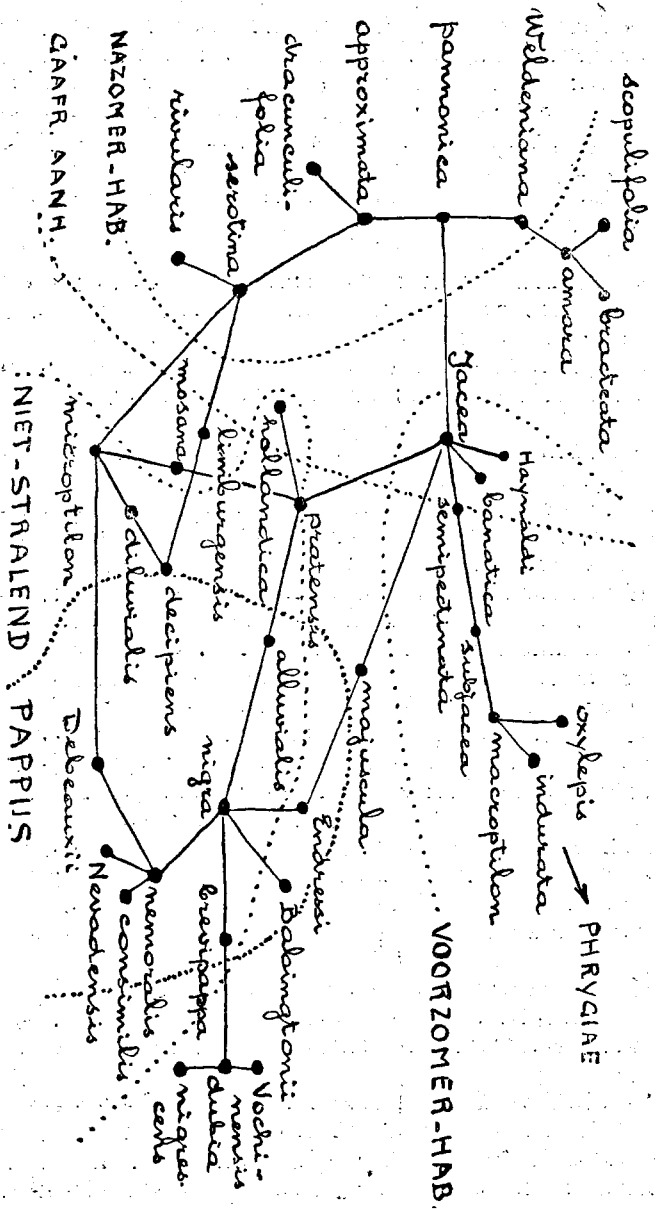 scopulifolia
bracteata
amara
Weldeniana
pannonica
approximata
dracunculi-
folia
serotina
rivularis
NAZOMER-HAB.
GAAFR. AANH.
Jacea
Haynaldi
banatica
semipectinata
subjacea
macroptilon
oxylepis
indurata
PHRYGIAE
VOORZOMER-HAB.
hollandica
pratensis
limburgensis
mosana
microptilon
diluvialis
decipiens
alluvialis
majuscula
Endressi
nigra
Babingtonii
brevipappa
Vochi-
nensis
dubia
nigres
cens
nemoralis
consimilis
Nevadensis
Debeauxii
NIET-STRALEND
PAPPUS